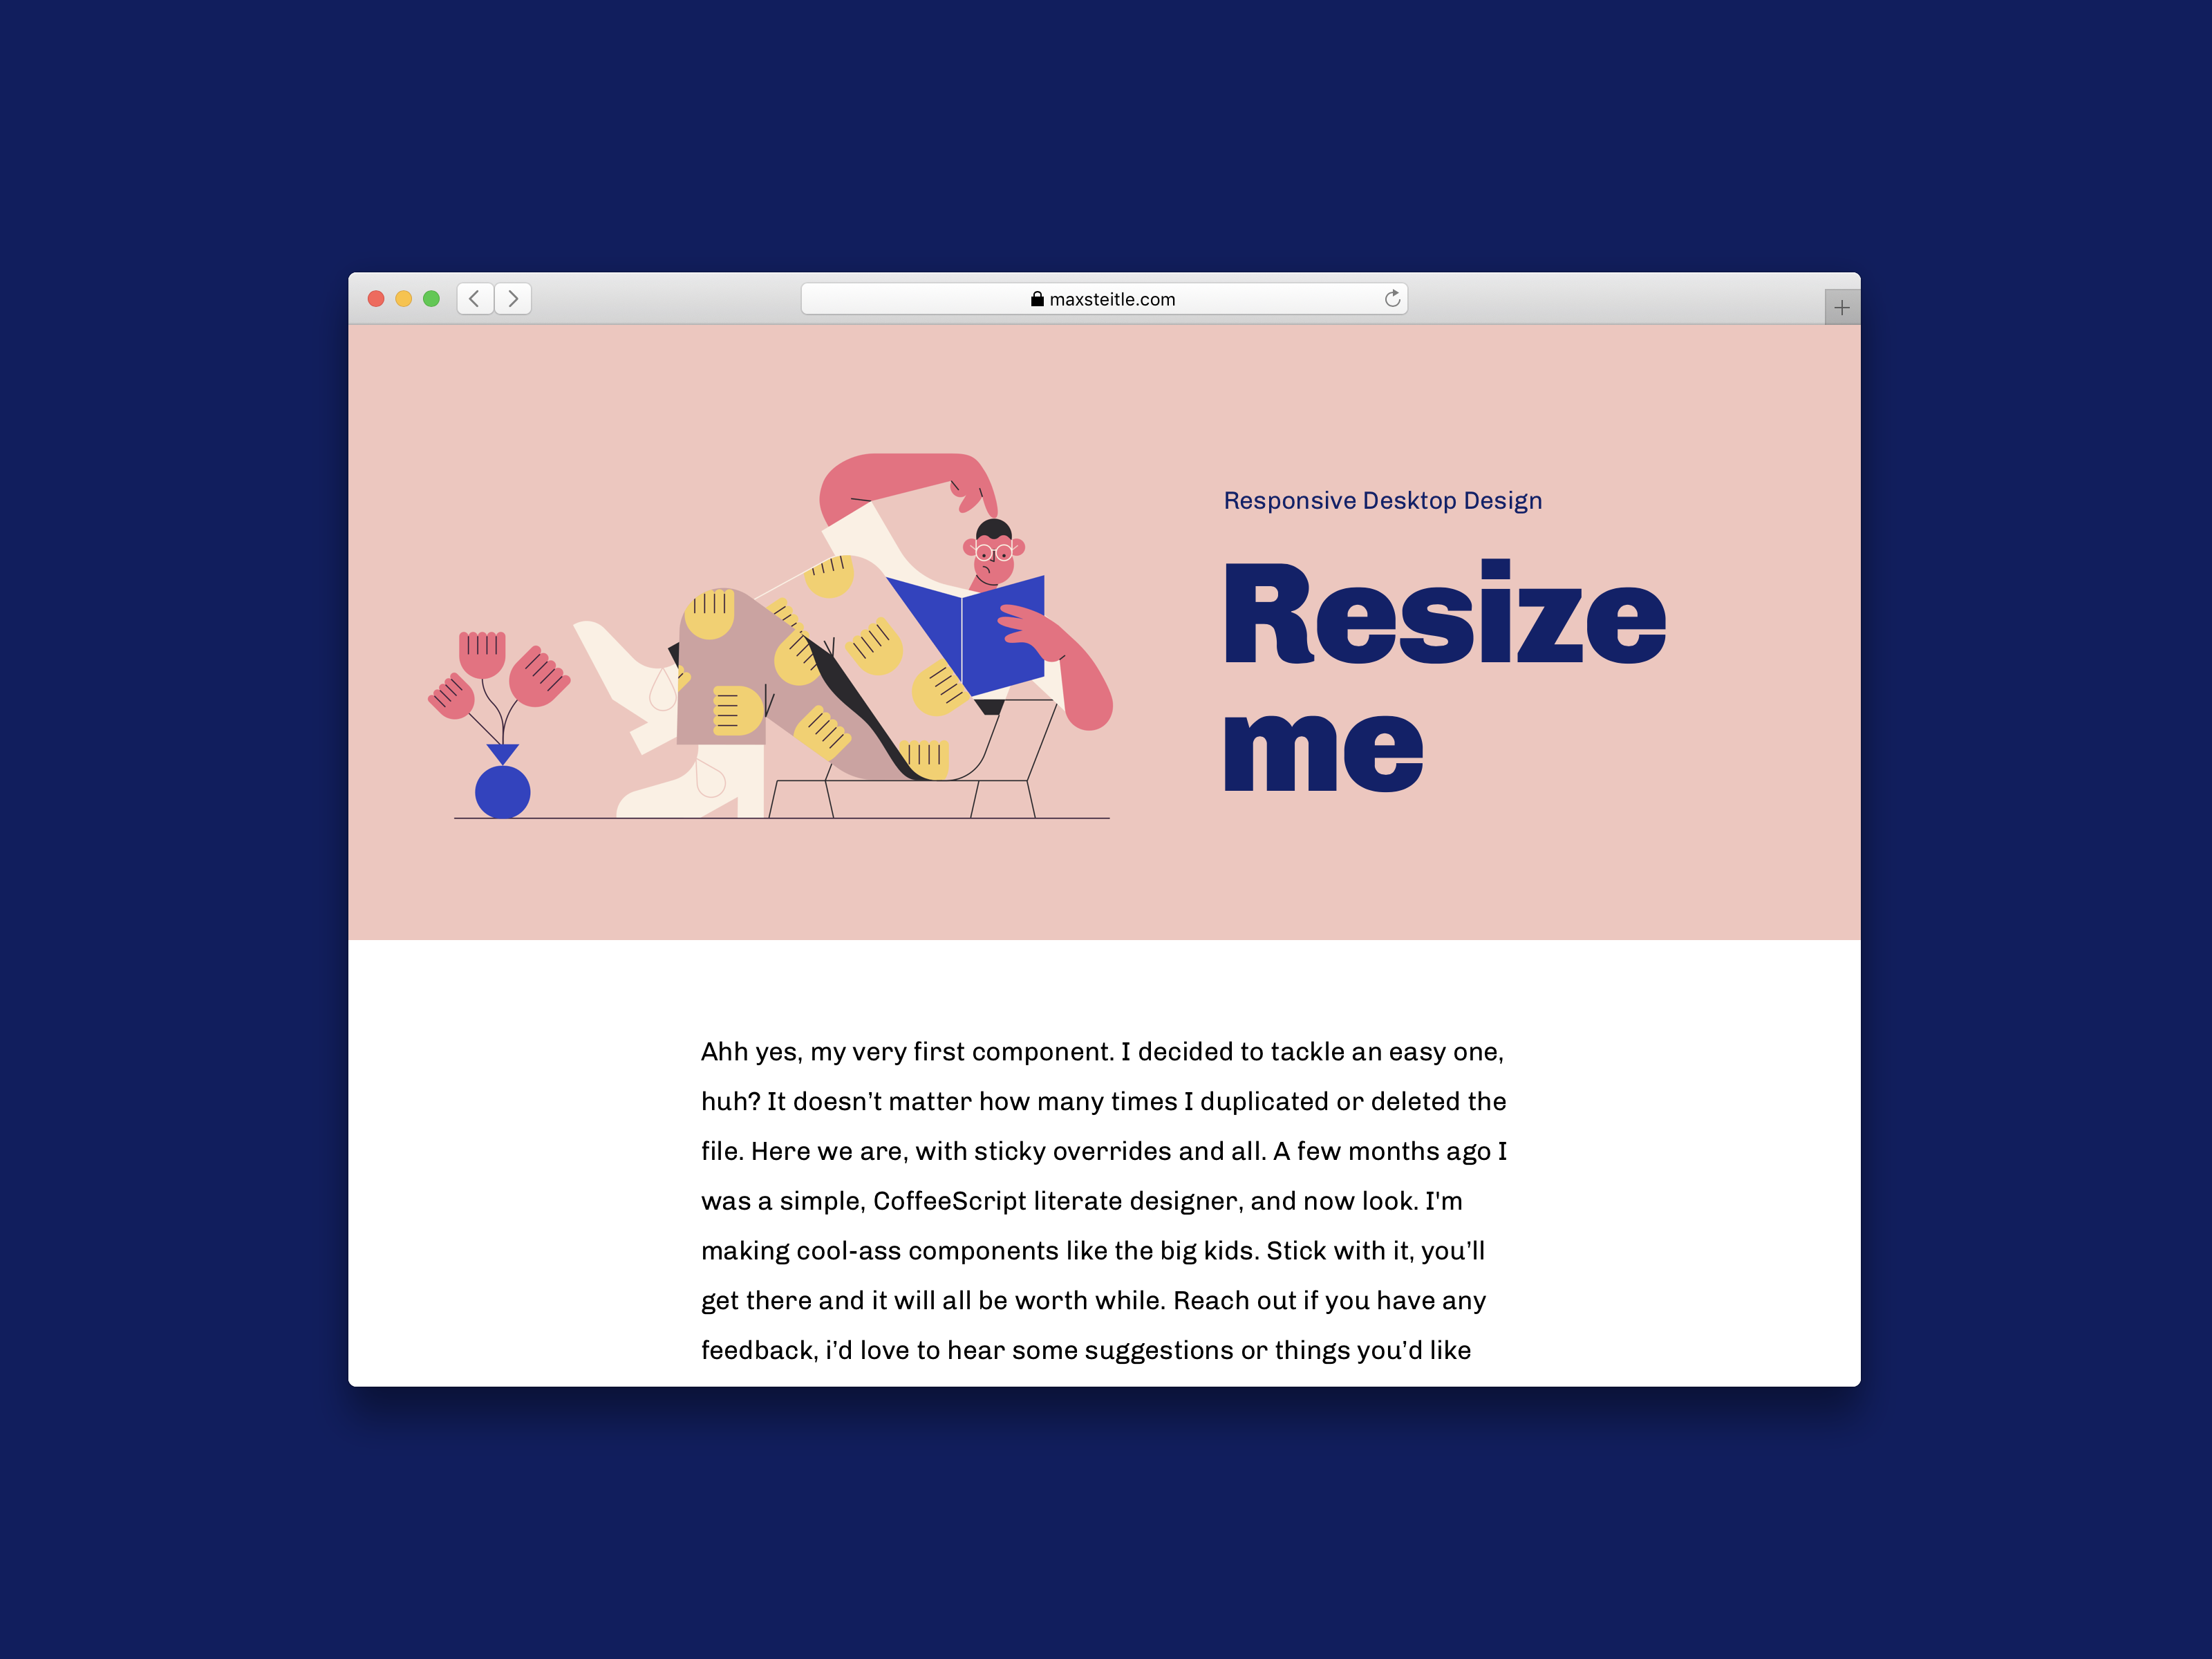 maxsteitle.com
Responsive Desktop Design
Resize
me
Ahh yes, my very first component. I decided to tackle an easy one,
huh? It doesn’t matter how many times I duplicated or deleted the
file. Here we are, with sticky overrides and all. A few months ago I
was a simple, CoffeeScript literate designer, and now look. I'm
making cool-ass components like the big kids. Stick with it, you’ll
get there and it will all be worth while. Reach out if you have any
feedback, i’d love to hear some suggestions or things you’d like